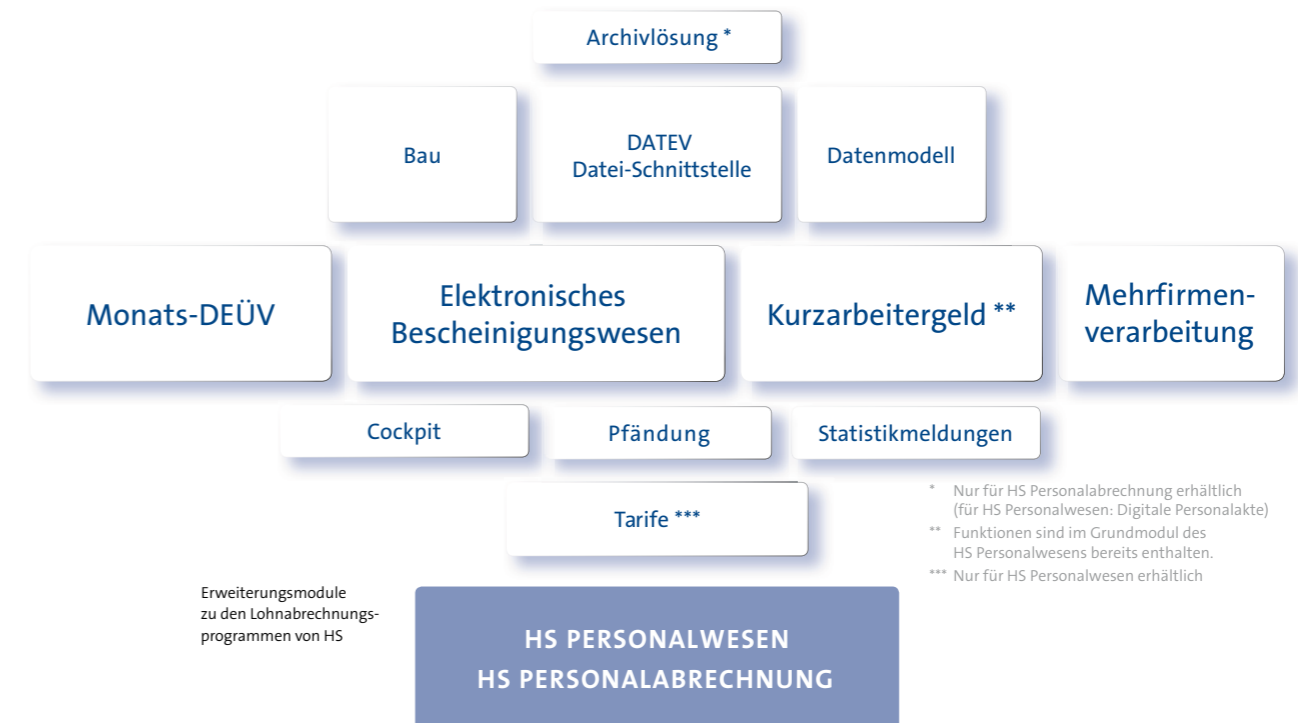 Archivlösung *
Bau
DATEV
Datei-Schnittstelle
Datenmodell
Monats-DEÜV
Elektronisches
Bescheinigungswesen
Kurzarbeitergeld **
Mehrfirmen-
verarbeitung
Cockpit
Pfändung
Statistikmeldungen
Tarife ***
* Nur für HS Personalabrechnung erhältlich
(für HS Personalwesen: Digitale Personalakte)
** Funktionen sind im Grundmodul des
HS Personalwesens bereits enthalten.
*** Nur für HS Personalwesen erhältlich
Erweiterungsmodule
zu den Lohnabrechnungs-
programmen von HS
HS PERSONALWESEN
HS PERSONALABRECHNUNG